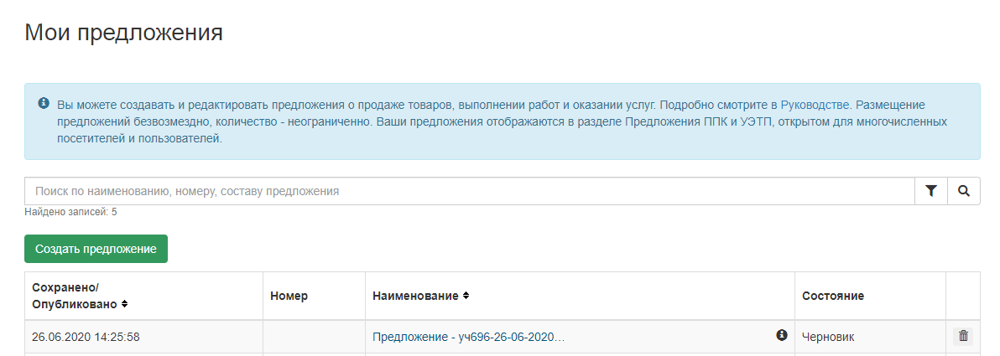 Мои предложения
Вы можете создавать и редактировать предложения о продаже товаров, выполнении работ и оказании услуг. Подробно смотрите в Руководстве. Размещение
предложений безвозмездно, количество - неограниченно. Ваши предложения отображаются в разделе Предложения ППК и УЭТП, открытом для многочисленных
посетителей и пользователей.
Поиск по наименованию, номеру, составу предложения
Найдено записей: 5
Создать предложение
Сохранено/
Опубликовано Номер Наименование Состояние
26.06.2020 14:25:58 Предложение - уч696-26-06-2020… Черновик